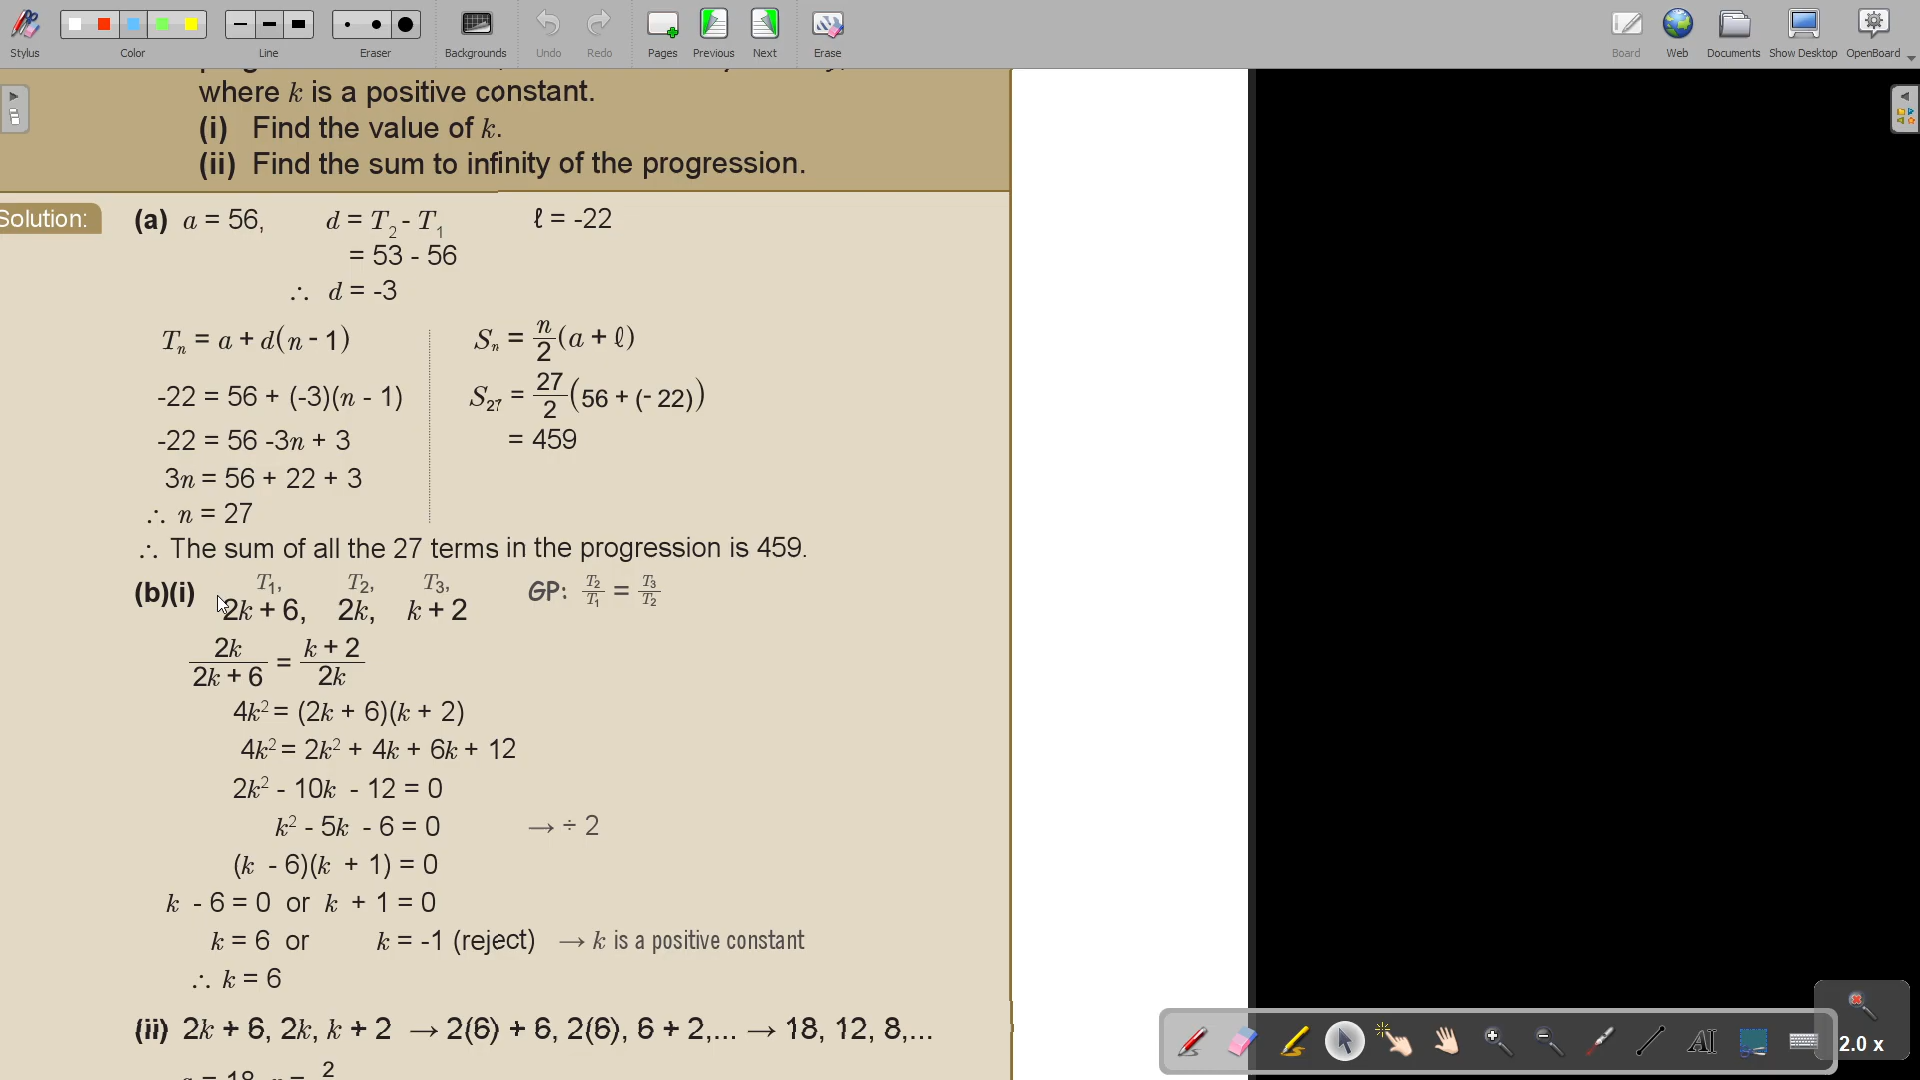 Stylus
Color
Line
Eraser
Backgrounds
Undo
Redo
Pages
Previous
Next
Erase
Board
Web
Documents
Show Desktop
OpenBoard
where k is a positive constant.
(i) Find the value of k.
(ii) Find the sum to infinity of the progression.
Solution:
(a) a = 56, d = T₂ - T₁ ℓ = -22
= 53 - 56
∴ d = -3
Tₙ = a + d(n - 1)
-22 = 56 + (-3)(n - 1)
-22 = 56 -3n + 3
3n = 56 + 22 + 3
∴ n = 27
Sₙ = n/2 (a + ℓ)
S₂₇ = 27/2 (56 + (- 22))
= 459
∴ The sum of all the 27 terms in the progression is 459.
(b)(i) T₁, T₂, T₃, GP: T₂/T₁ = T₃/T₂
2k + 6, 2k, k + 2
2k/(2k + 6) = (k + 2)/2k
4k² = (2k + 6)(k + 2)
4k² = 2k² + 4k + 6k + 12
2k² - 10k - 12 = 0
k² - 5k - 6 = 0 → ÷ 2
(k - 6)(k + 1) = 0
k - 6 = 0 or k + 1 = 0
k = 6 or k = -1 (reject) → k is a positive constant
∴ k = 6
(ii) 2k + 6, 2k, k + 2 → 2(6) + 6, 2(6), 6 + 2,... → 18, 12, 8,...
2.0 x